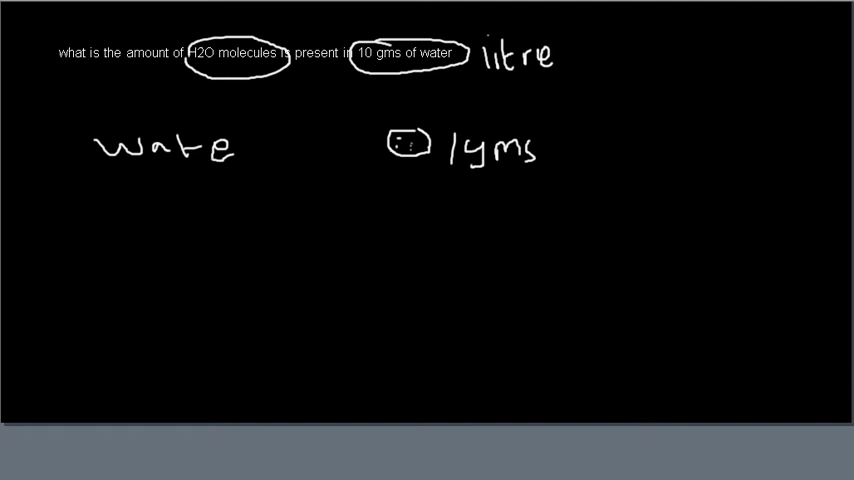 what is the amount of H2O molecules is present in 10 gms of water litre
wate 1gms